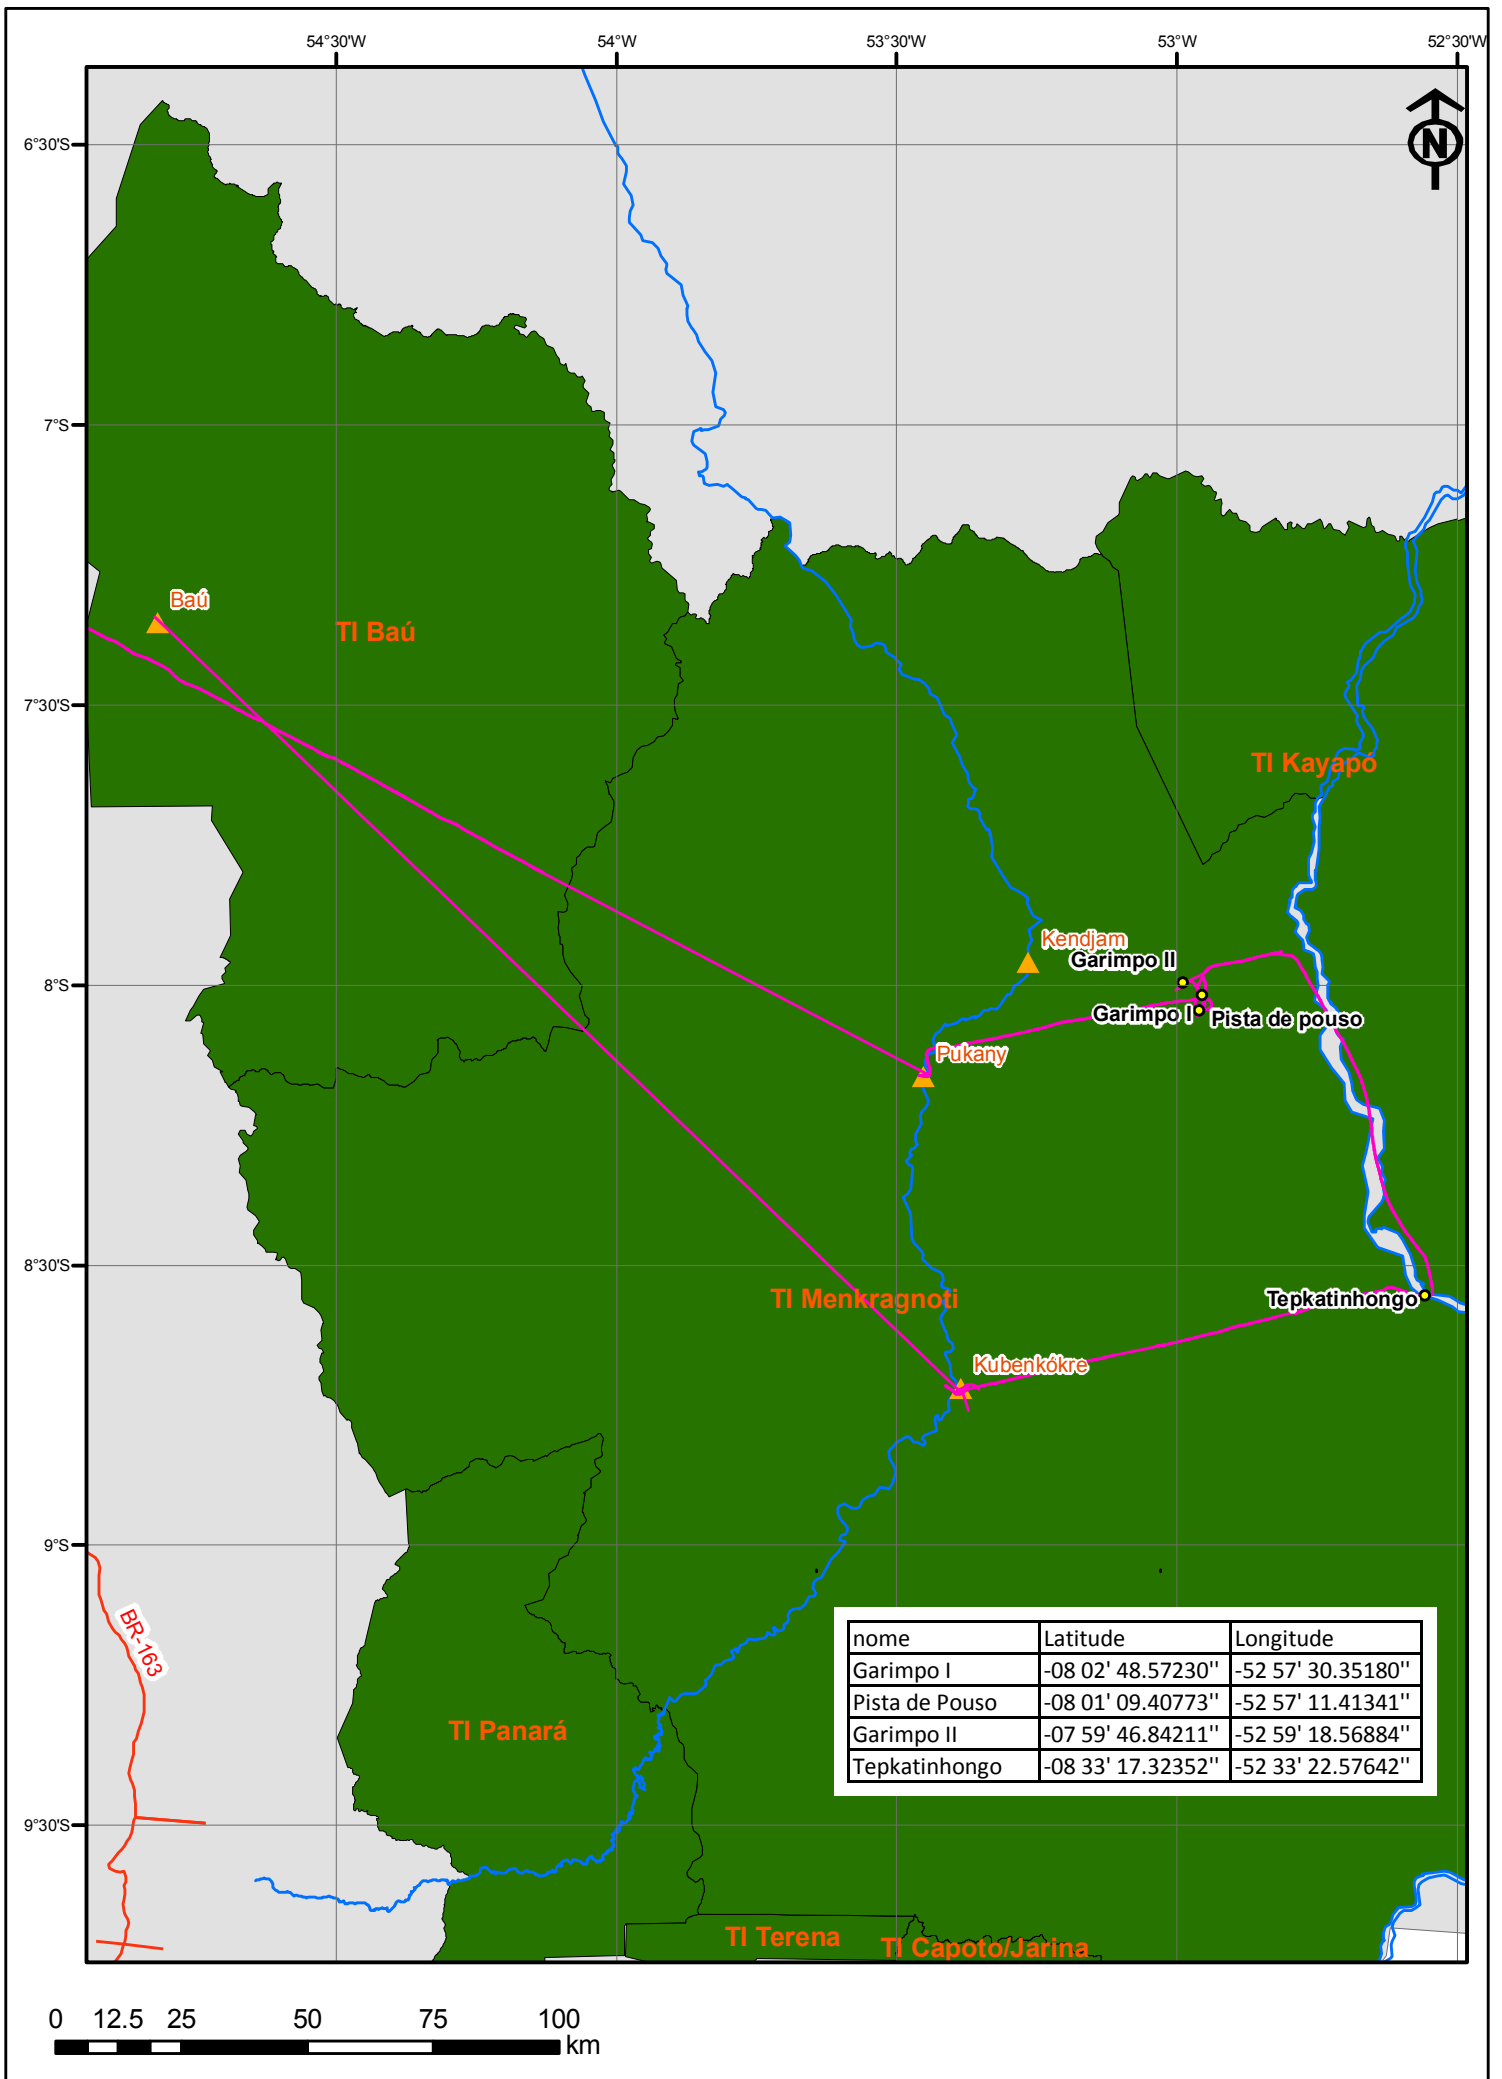 54°30'W 54°W 53°30'W 53°W 52°30'W
N
6°30'S
7°S
Baú
TI Baú
7°30'S
TI Kayapó
Kendjam
Garimpo II
8°S
Garimpo I
Pista de pouso
Pukany
8°30'S
TI Menkragnoti
Tepkatinhongo
Kubenkókre
9°S
BR-163
nome Latitude Longitude
Garimpo I -08 02' 48.57230'' -52 57' 30.35180''
Pista de Pouso -08 01' 09.40773'' -52 57' 11.41341''
Garimpo II -07 59' 46.84211'' -52 59' 18.56884''
Tepkatinhongo -08 33' 17.32352'' -52 33' 22.57642''
TI Panará
9°30'S
TI Terena
TI Capoto/Jarina
0 12.5 25 50 75 100
km